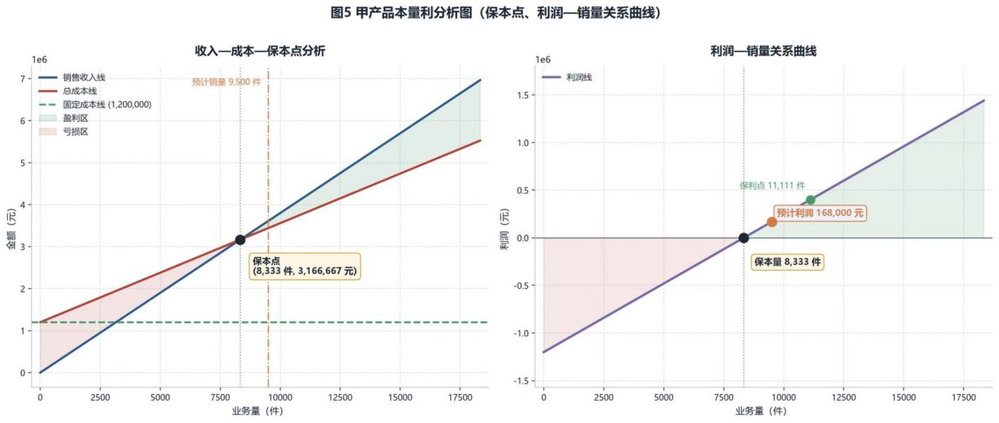 图5 甲产品本量利分析图（保本点、利润—销量关系曲线）
收入—成本—保本点分析
1e6
销售收入线
总成本线
固定成本线 (1,200,000)
盈利区
亏损区
预计销量 9,500 件
保本点
(8,333 件, 3,166,667 元)
金额（元）
7
6
5
4
3
2
1
0
0 2500 5000 7500 10000 12500 15000 17500
业务量（件）
利润—销量关系曲线
1e6
利润线
保利点 11,111 件
预计利润 168,000 元
保本量 8,333 件
利润（元）
1.5
1.0
0.5
0.0
-0.5
-1.0
-1.5
0 2500 5000 7500 10000 12500 15000 17500
业务量（件）